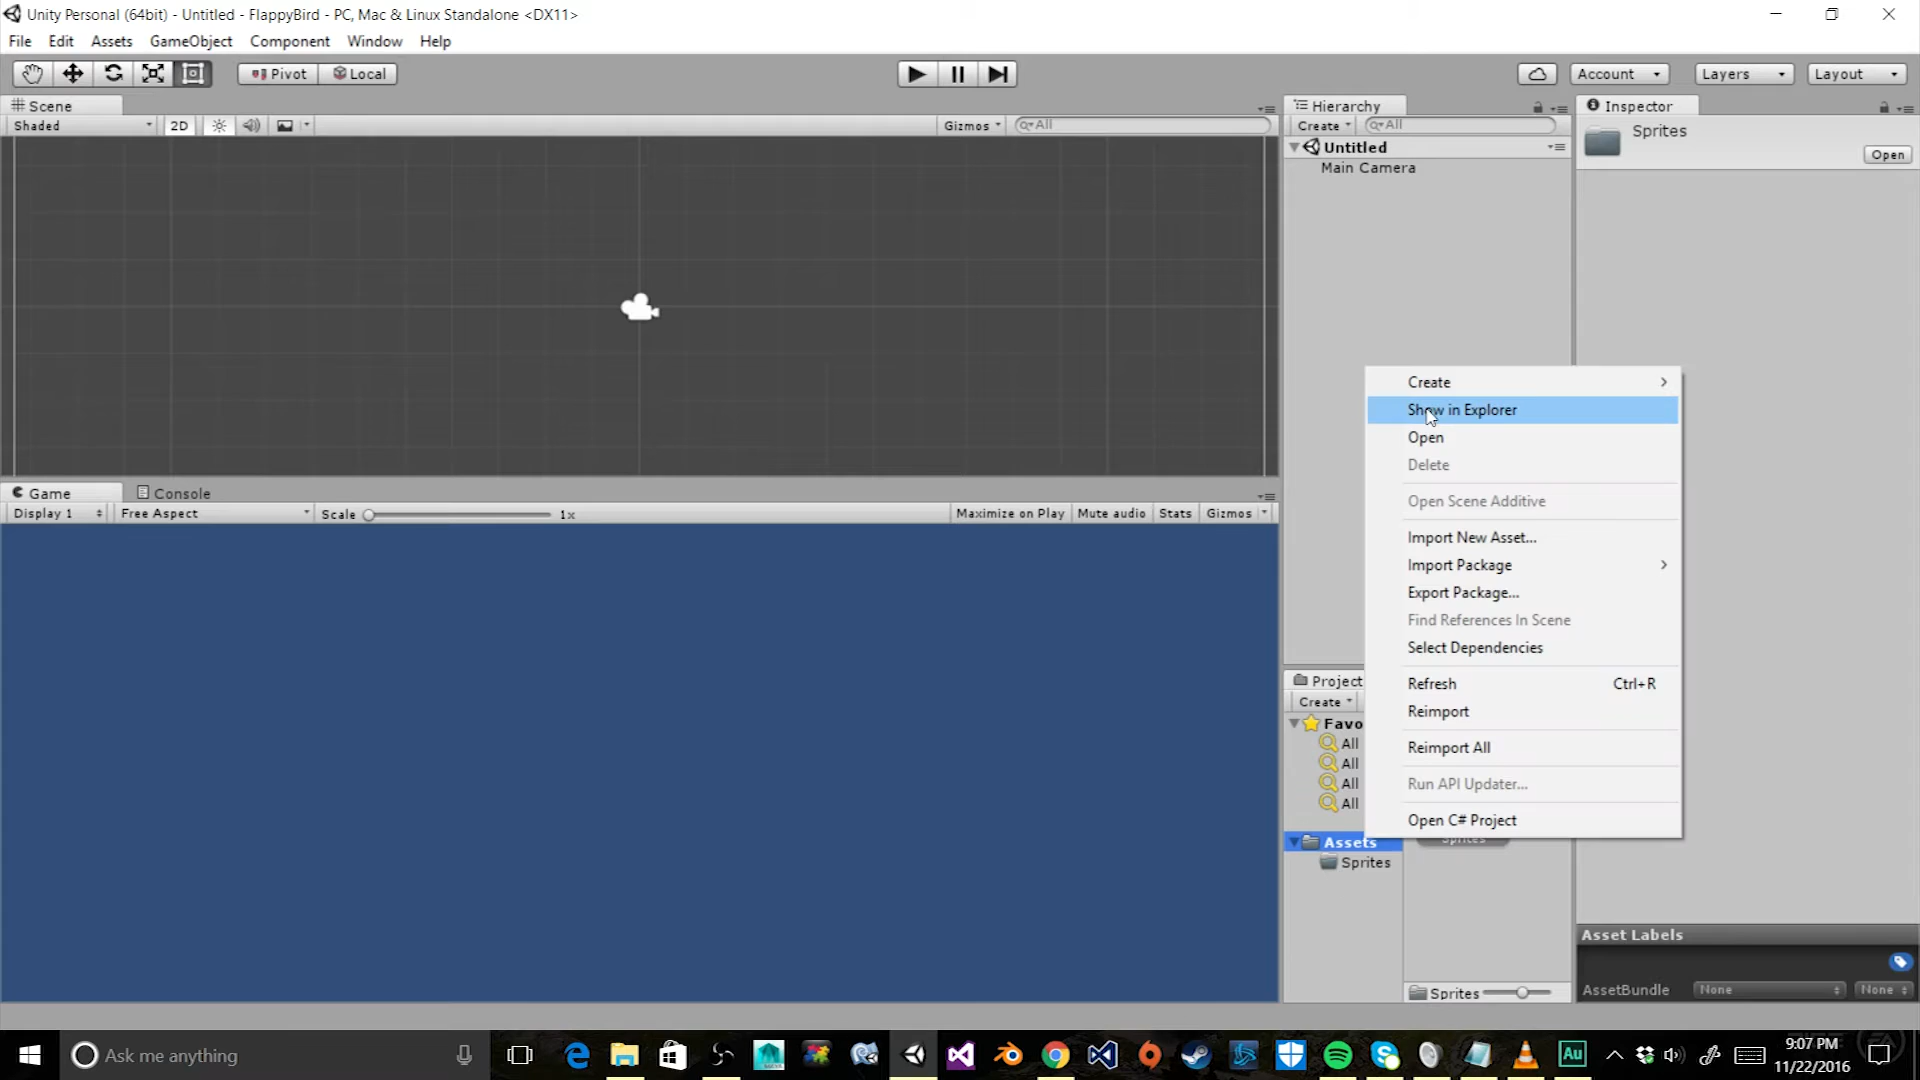 Unity Personal (64bit) - Untitled - FlappyBird - PC, Mac & Linux Standalone <DX11>
File Edit Assets GameObject Component Window Help
Pivot Local Account Layers Layout
Scene
Shaded 2D Gizmos All
Hierarchy
Create All
Untitled
Main Camera
Inspector
Sprites
Open
Create
Show in Explorer
Open
Delete
Open Scene Additive
Import New Asset...
Import Package
Export Package...
Find References In Scene
Select Dependencies
Refresh Ctrl+R
Reimport
Reimport All
Run API Updater...
Open C# Project
Game Console
Display 1 Free Aspect Scale 1x Maximize on Play Mute audio Stats Gizmos
Project
Create
Favo
All
All
All
All
Assets
Sprites
Sprites
Sprites
Asset Labels
AssetBundle None None
Ask me anything
Au
9:07 PM
11/22/2016